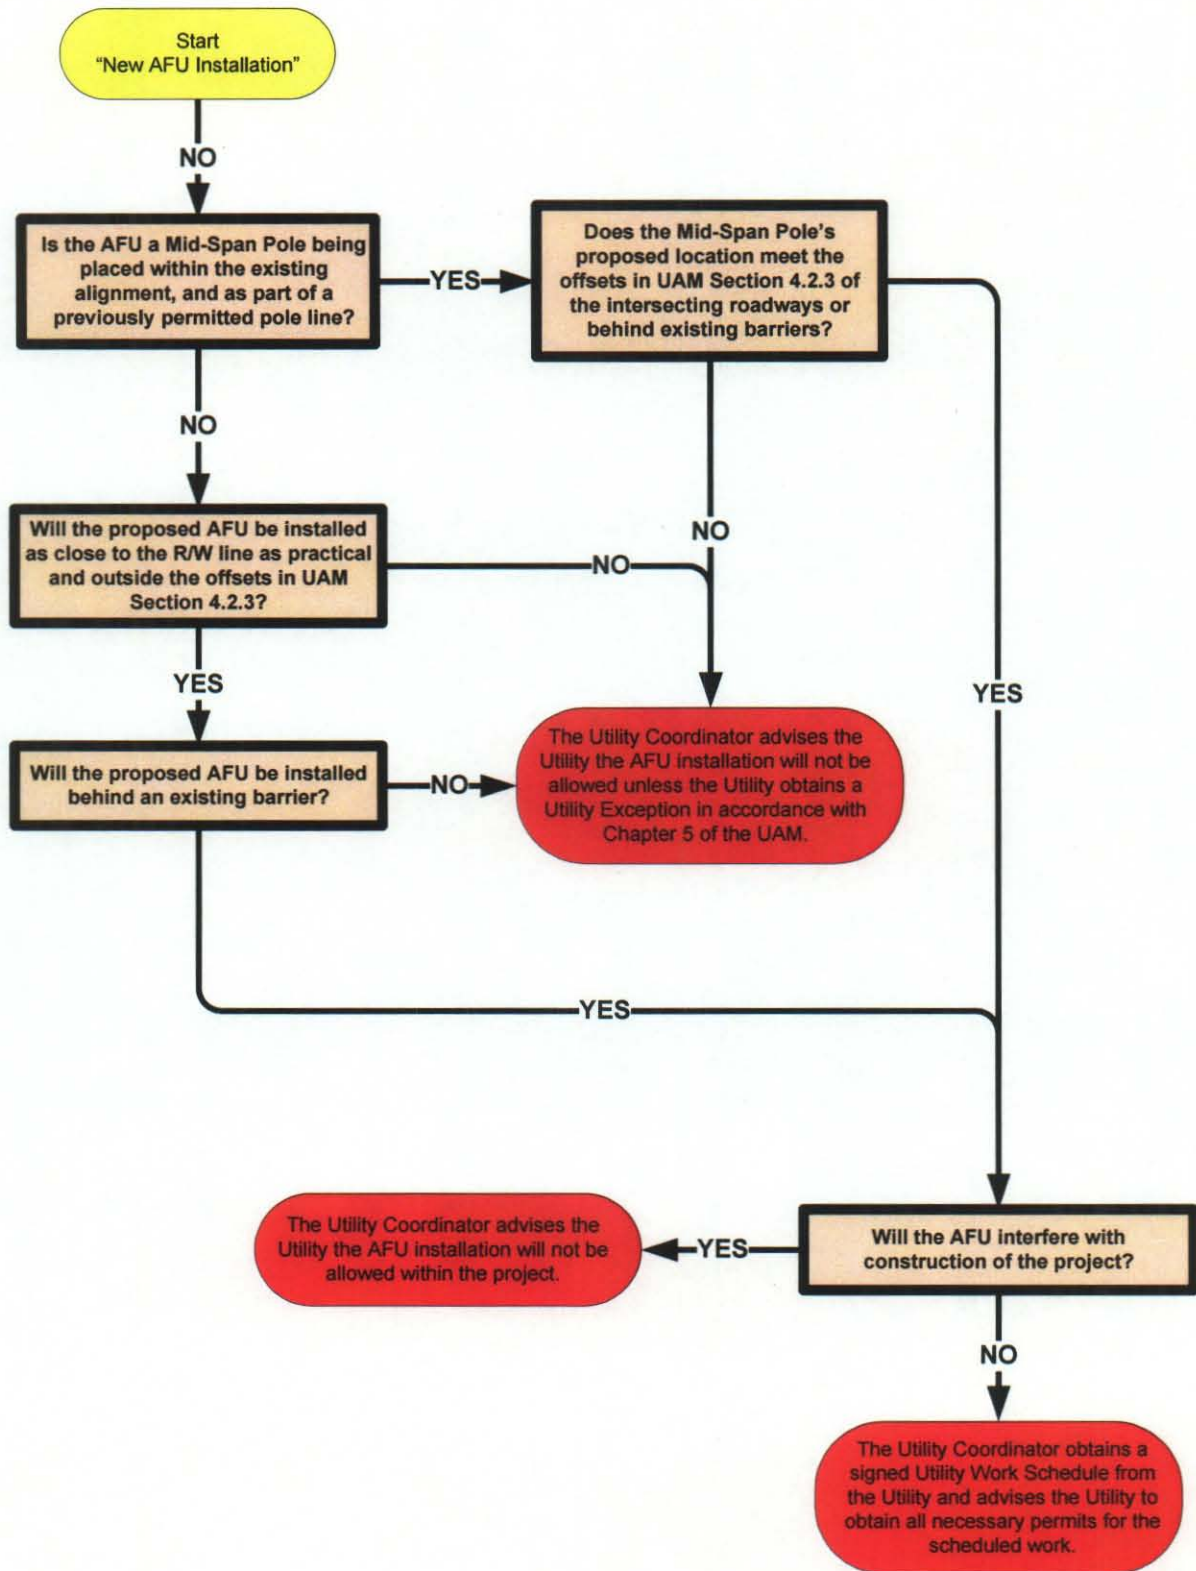 Start
"New AFU Installation"
NO
Is the AFU a Mid-Span Pole being
placed within the existing
alignment, and as part of a
previously permitted pole line?
YES
Does the Mid-Span Pole's
proposed location meet the
offsets in UAM Section 4.2.3 of
the intersecting roadways or
behind existing barriers?
NO
NO
YES
Will the proposed AFU be installed
as close to the R/W line as practical
and outside the offsets in UAM
Section 4.2.3?
NO
YES
The Utility Coordinator advises the
Utility the AFU installation will not be
allowed unless the Utility obtains a
Utility Exception in accordance with
Chapter 5 of the UAM.
Will the proposed AFU be installed
behind an existing barrier?
NO
YES
Will the AFU interfere with
construction of the project?
YES
The Utility Coordinator advises the
Utility the AFU installation will not be
allowed within the project.
NO
The Utility Coordinator obtains a
signed Utility Work Schedule from
the Utility and advises the Utility to
obtain all necessary permits for the
scheduled work.